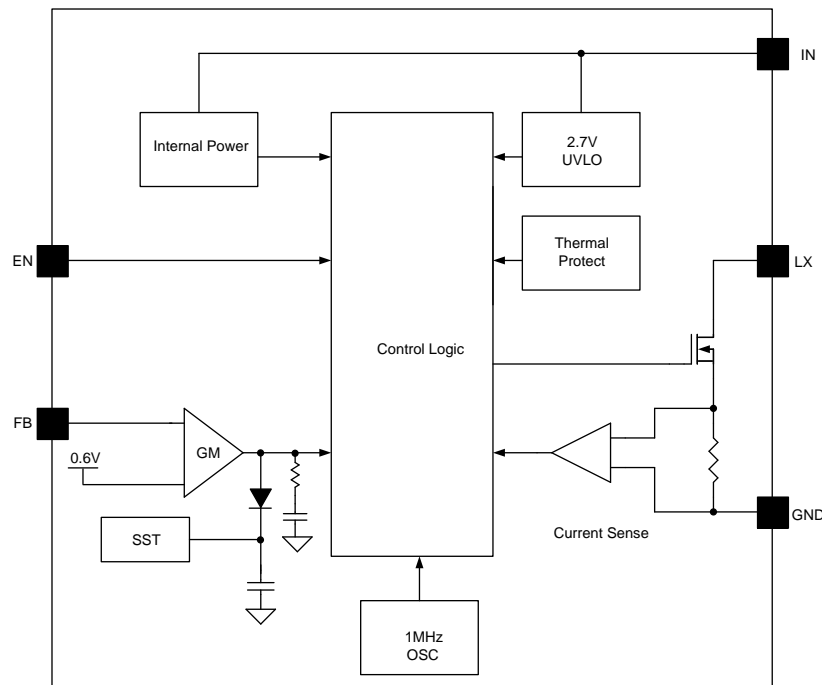 IN
Internal Power
2.7V
UVLO
EN
Thermal
Protect
LX
Control Logic
FB
GM
0.6V
SST
Current Sense
GND
1MHz
OSC